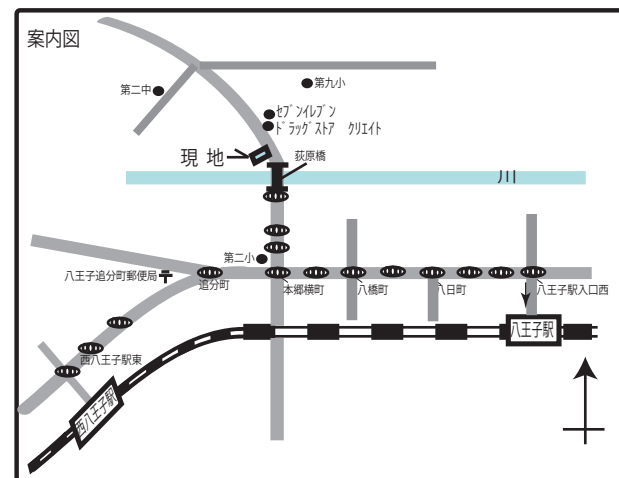 案内図
第九小
第二中
ｾﾌﾞﾝｲﾚﾌﾞﾝ
ﾄﾞﾗｯｸﾞｽﾄｱ　ｸﾘｴｲﾄ
現 地
荻原橋
川
第二小
八王子追分町郵便局
追分町
本郷横町
八橋町
八日町
八王子駅入口西
八王子駅
西八王子駅東
西八王子駅